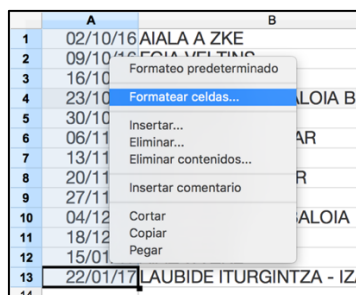 A B
1 02/10/16 AIALA A ZKE
2 09/10/16
3 16/10
4 23/10 ALOIA B
5 30/10
6 06/11 AR
7 13/11
8 20/11 R
9 27/11
10 04/12 ALOIA
11 18/12
12 15/01
13 22/01/17 LAUBIDE ITURGINTZA - IZ
14
Formateo predeterminado
Formatear celdas...
Insertar...
Eliminar...
Eliminar contenidos...
Insertar comentario
Cortar
Copiar
Pegar